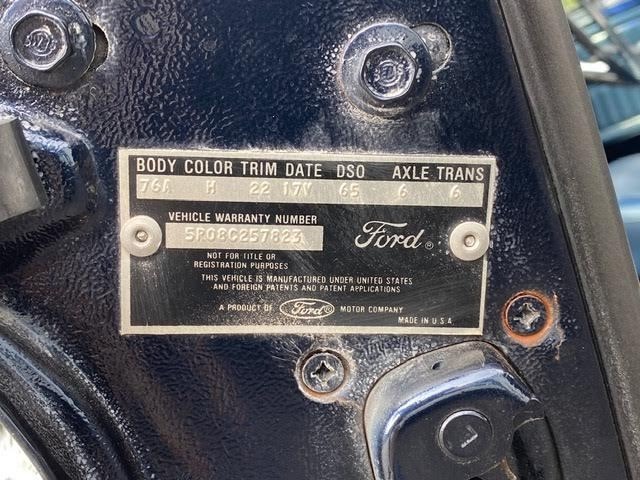 BODY COLOR TRIM DATE DSO AXLE TRANS
76A H 22 17V 65 6 6
VEHICLE WARRANTY NUMBER
5P08C257823
Ford®
NOT FOR TITLE OR
REGISTRATION PURPOSES
THIS VEHICLE IS MANUFACTURED UNDER UNITED STATES
AND FOREIGN PATENTS AND PATENT APPLICATIONS
A PRODUCT OF Ford® MOTOR COMPANY
MADE IN U.S.A.